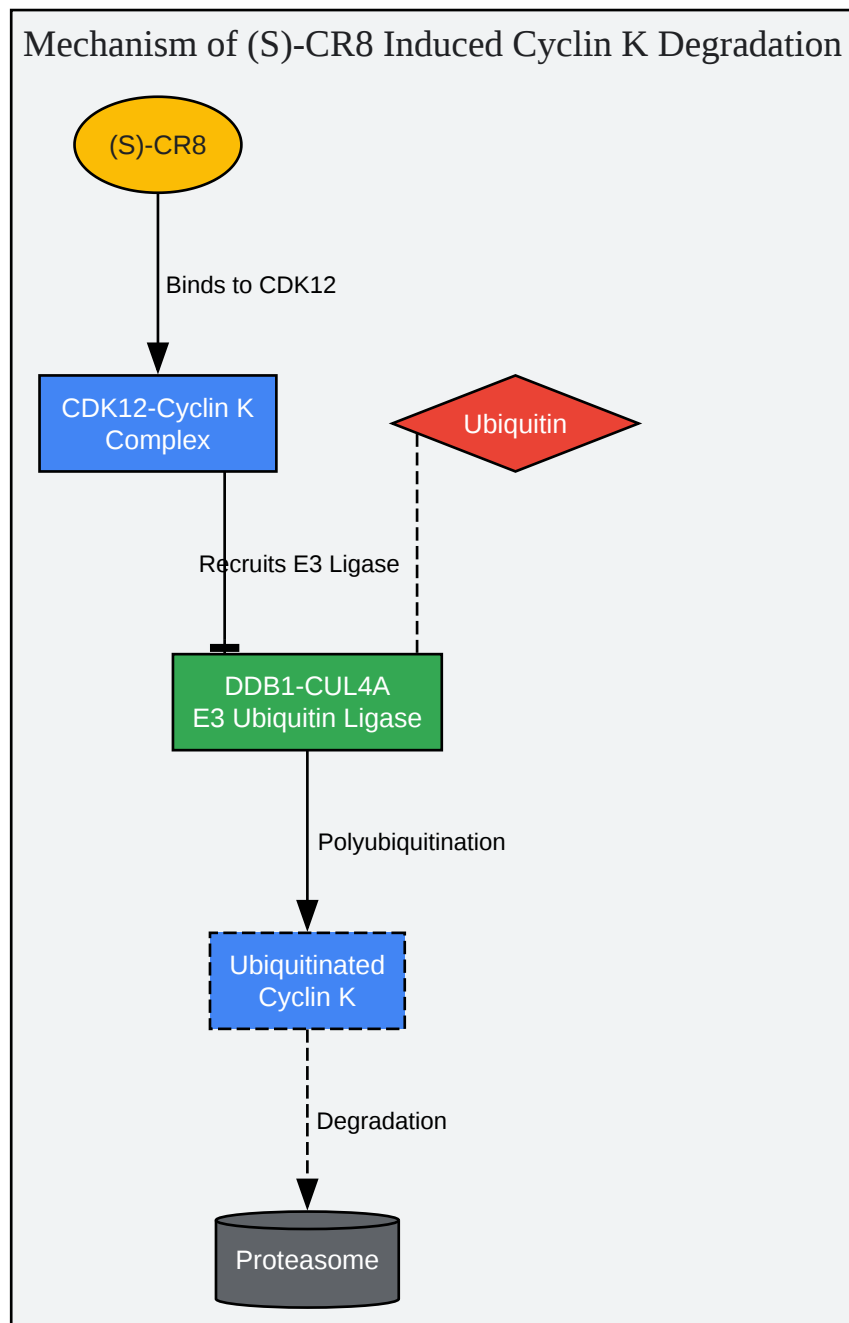 Mechanism of (S)-CR8 Induced Cyclin K Degradation
(S)-CR8
Binds to CDK12
CDK12-Cyclin K
Complex
Ubiquitin
Recruits E3 Ligase
DDB1-CUL4A
E3 Ubiquitin Ligase
Polyubiquitination
Ubiquitinated
Cyclin K
Degradation
Proteasome